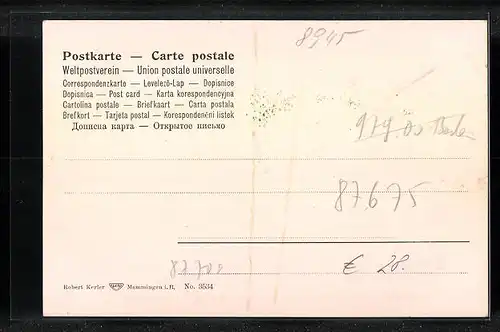 8945
Postkarte — Carte postale
Weltpostverein — Union postale universelle
Correspondenzkarte — Levelező-Lap — Dopisnice
Dopisnica — Post card — Karta korespondencyjna
Cartolina postale — Briefkaart — Carta postala
Brefkort — Tarjeta postal — Korespondenční lístek
Дописна карта — Открытое письмо
979
87675
87700
€ 28.
Robert Kerler Memmingen i. B. No. 3534